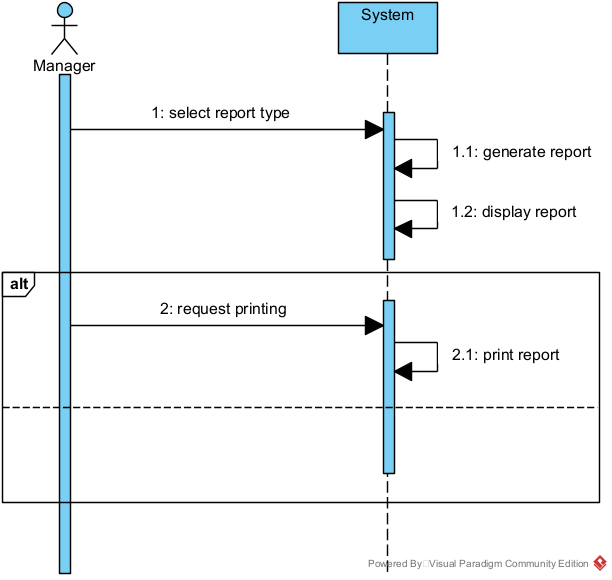 System
Manager
1: select report type
1.1: generate report
1.2: display report
alt
2: request printing
2.1: print report
Powered By Visual Paradigm Community Edition